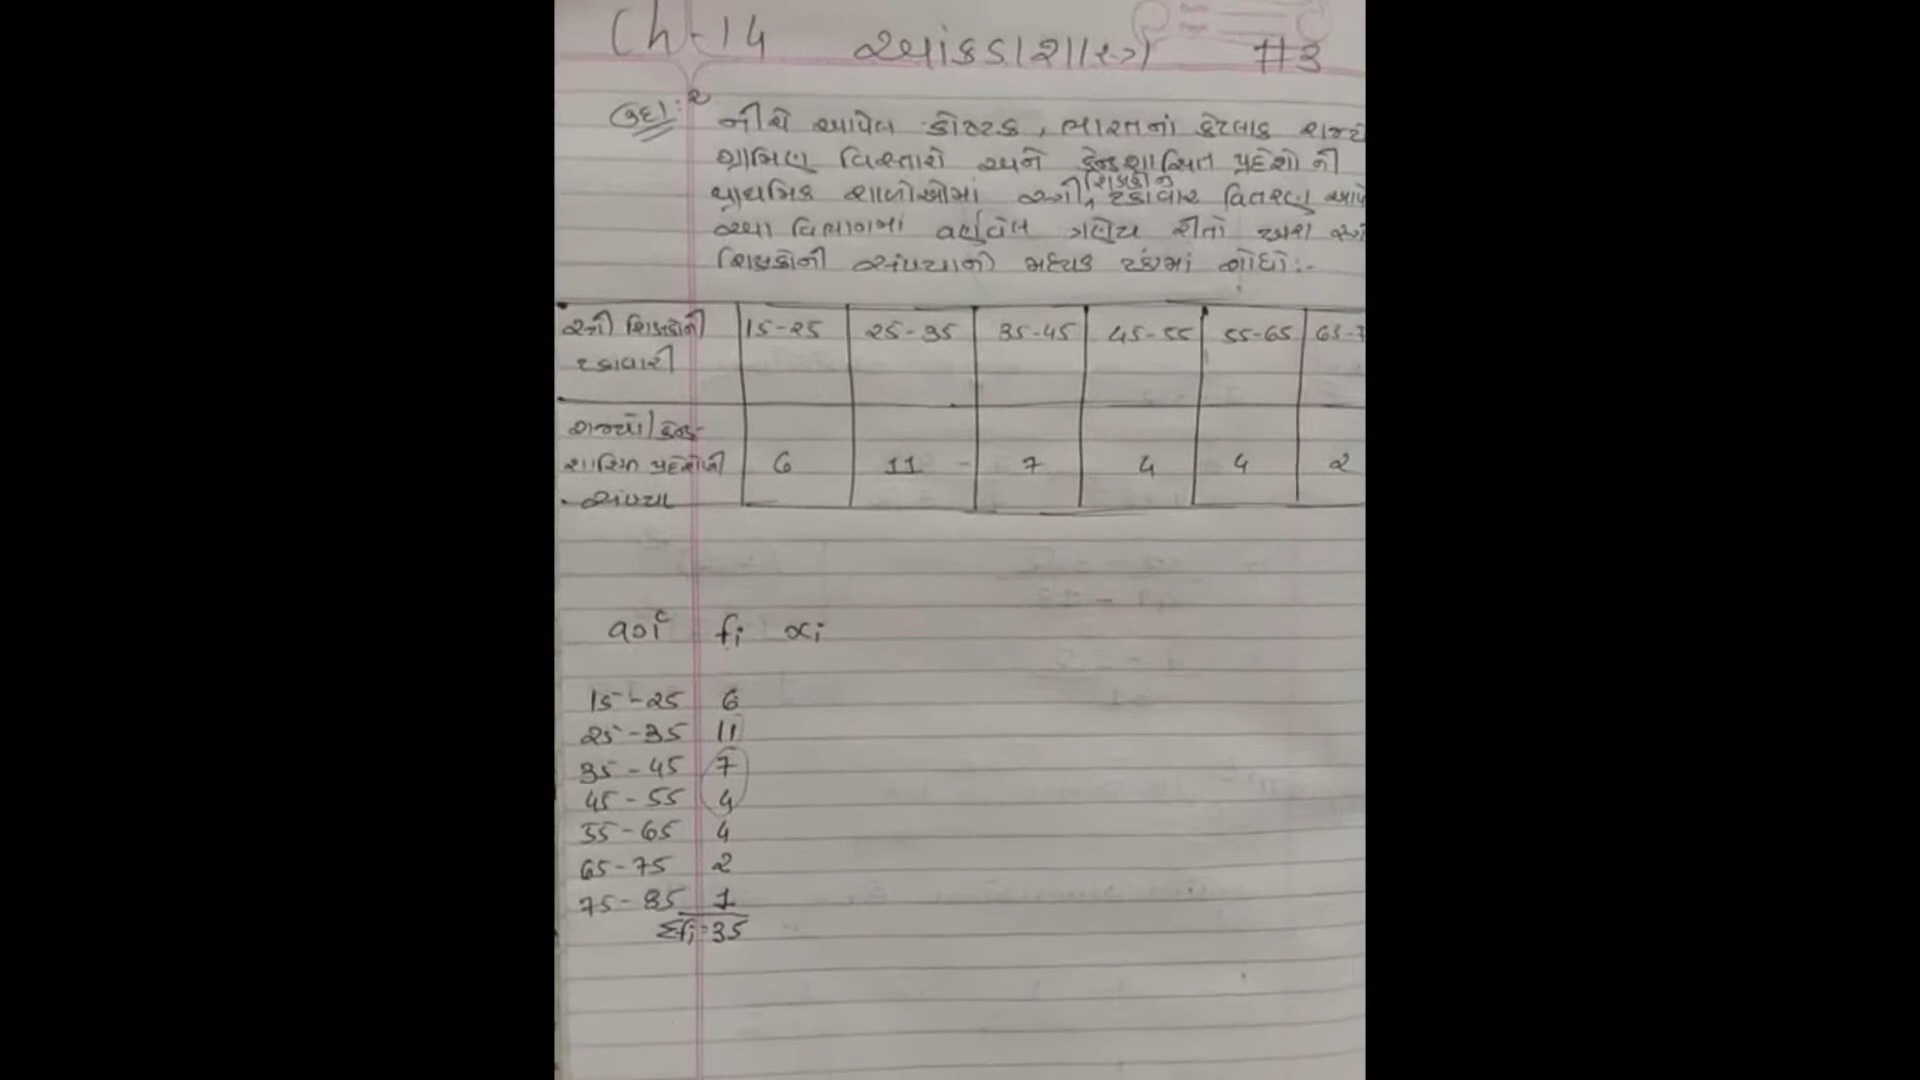 Ch-14 આંકડાશાસ્ત્ર #3
ઉદા:૨ નીચે આપેલ કોષ્ટક, ભારતનાં કેટલાક
ગ્રામિણ વિસ્તારો અને કેન્દ્રશાસિત પ્રદેશો ની
શિક્ષકોનું
પ્રાથમિક શાળાઓમાં સ્ત્રી ટકાવાર વિતરણ
વિભાગમાં વર્ણવેલ ત્રણેય રીતો
શિક્ષકોની સંખ્યાનો મધ્યક ટકામાં શોધો:-
સ્ત્રી શિક્ષકોની 15-25 25-35 35-45 45-55 55-65 65-
ટકાવારી
રાજ્યો/કેન્દ્ર-
શાસિત પ્રદેશોની 6 11 7 4 4 2
સંખ્યા
વર્ગ fi xi
15-25 6
25-35 11
35-45 7
45-55 4
55-65 4
65-75 2
75-85 1
Σfi=35